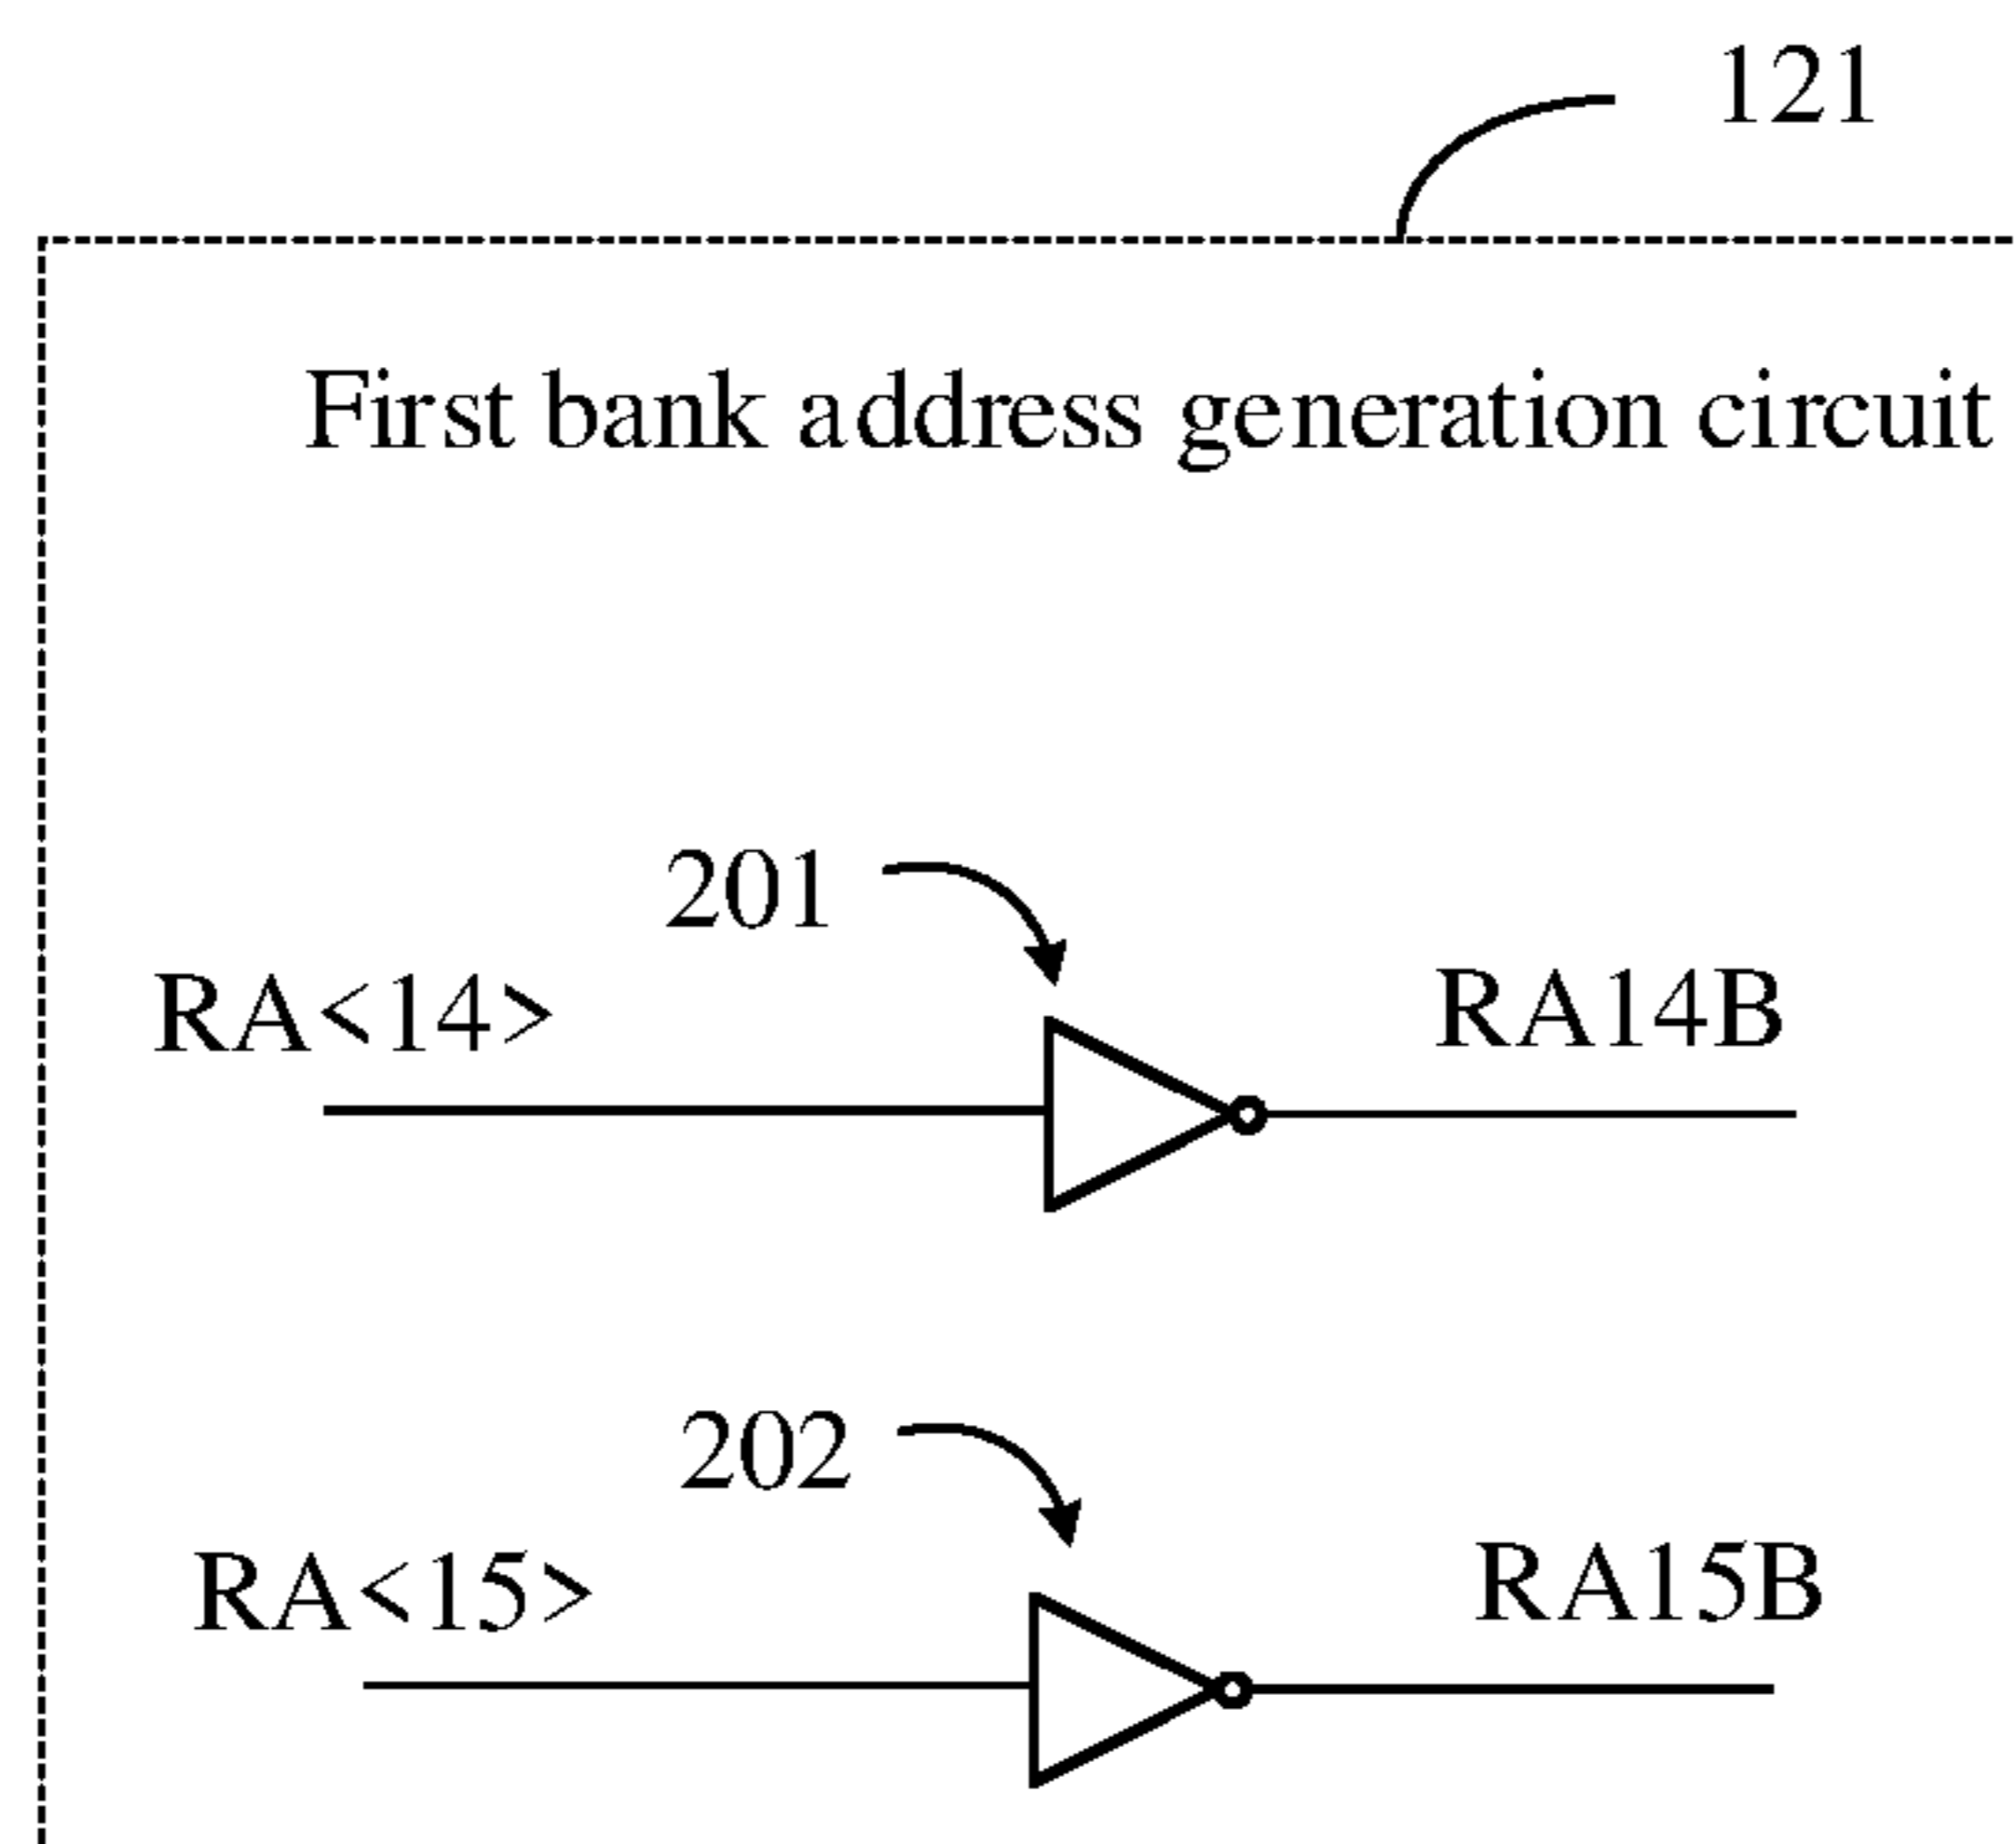 121
First bank address generation circuit
201
RA<14>
RA14B
202
RA<15>
RA15B